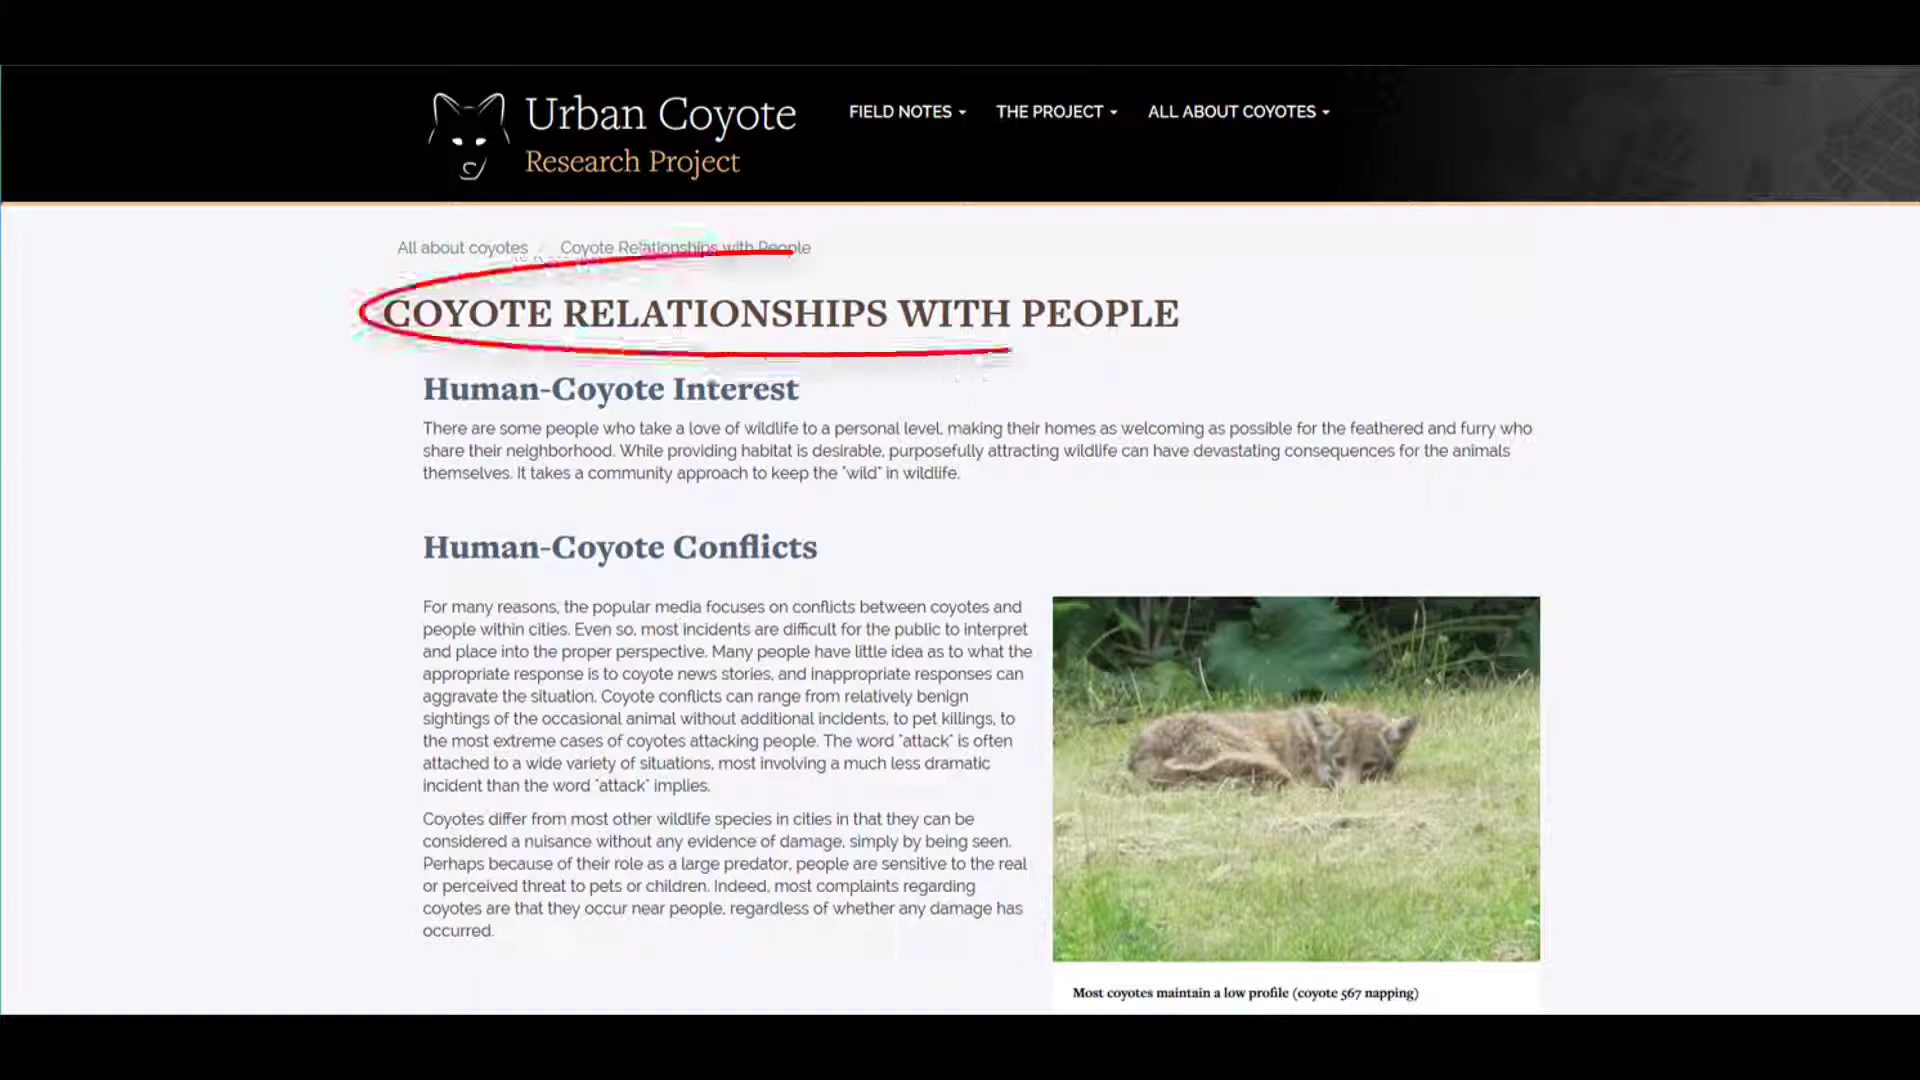 Urban Coyote
Research Project
FIELD NOTES
THE PROJECT
ALL ABOUT COYOTES
All about coyotes / Coyote Relationships with People
COYOTE RELATIONSHIPS WITH PEOPLE
Human-Coyote Interest
There are some people who take a love of wildlife to a personal level, making their homes as welcoming as possible for the feathered and furry who
share their neighborhood. While providing habitat is desirable, purposefully attracting wildlife can have devastating consequences for the animals
themselves. It takes a community approach to keep the "wild" in wildlife.
Human-Coyote Conflicts
For many reasons, the popular media focuses on conflicts between coyotes and
people within cities. Even so, most incidents are difficult for the public to interpret
and place into the proper perspective. Many people have little idea as to what the
appropriate response is to coyote news stories, and inappropriate responses can
aggravate the situation. Coyote conflicts can range from relatively benign
sightings of the occasional animal without additional incidents, to pet killings, to
the most extreme cases of coyotes attacking people. The word "attack" is often
attached to a wide variety of situations, most involving a much less dramatic
incident than the word "attack" implies.
Coyotes differ from most other wildlife species in cities in that they can be
considered a nuisance without any evidence of damage, simply by being seen.
Perhaps because of their role as a large predator, people are sensitive to the real
or perceived threat to pets or children. Indeed, most complaints regarding
coyotes are that they occur near people, regardless of whether any damage has
occurred.
Most coyotes maintain a low profile (coyote 567 napping)